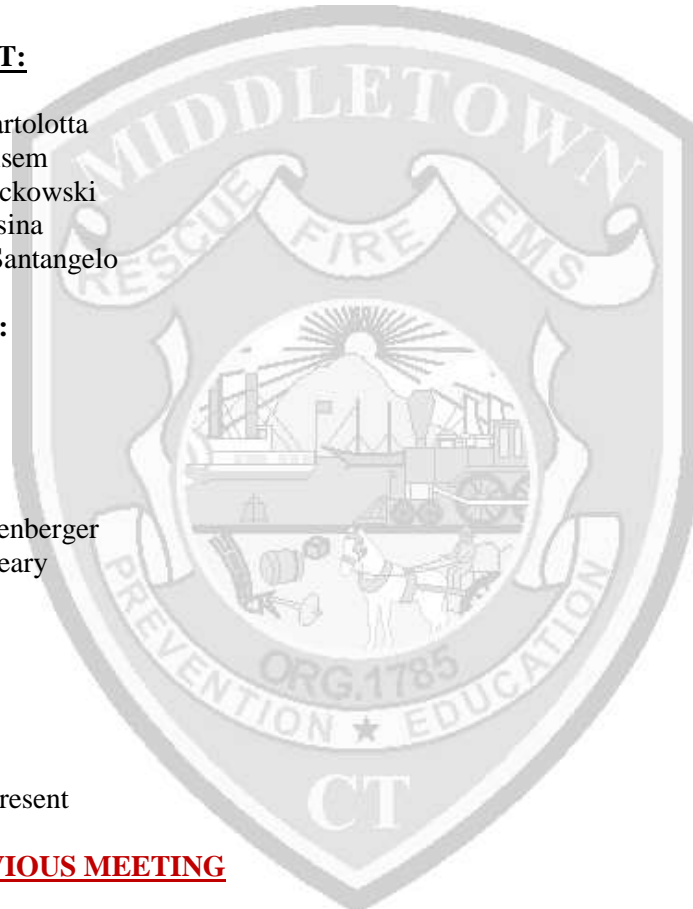 T:
artolotta
sem
ckowski
sina
Santangelo
:
enberger
eary
resent
VIOUS MEETING
MIDDLETOWN
RESCUE FIRE EMS
ORG.1785
PREVENTION ★ EDUCATION
CT